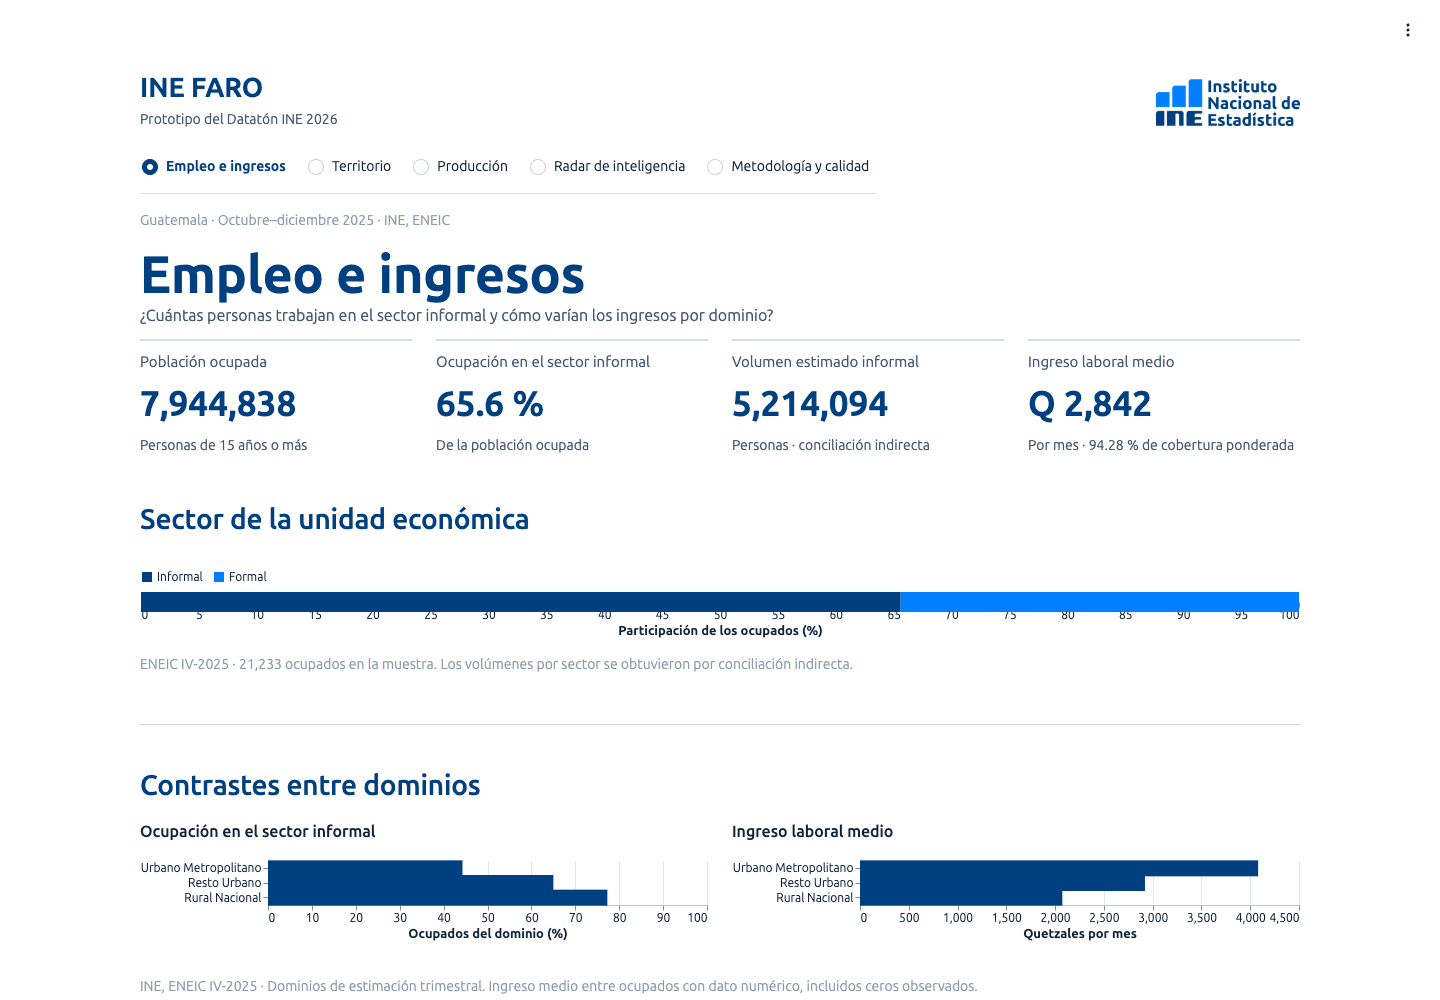 INE FARO
Prototipo del Datatón INE 2026
INE Instituto Nacional de Estadística
Empleo e ingresos Territorio Producción Radar de inteligencia Metodología y calidad
Guatemala · Octubre–diciembre 2025 · INE, ENEIC
Empleo e ingresos
¿Cuántas personas trabajan en el sector informal y cómo varían los ingresos por dominio?
Población ocupada
7,944,838
Personas de 15 años o más
Ocupación en el sector informal
65.6 %
De la población ocupada
Volumen estimado informal
5,214,094
Personas · conciliación indirecta
Ingreso laboral medio
Q 2,842
Por mes · 94.28 % de cobertura ponderada
Sector de la unidad económica
Informal Formal
0 5 10 15 20 25 30 35 40 45 50 55 60 65 70 75 80 85 90 95 100
Participación de los ocupados (%)
ENEIC IV-2025 · 21,233 ocupados en la muestra. Los volúmenes por sector se obtuvieron por conciliación indirecta.
Contrastes entre dominios
Ocupación en el sector informal
Urbano Metropolitano
Resto Urbano
Rural Nacional
0 10 20 30 40 50 60 70 80 90 100
Ocupados del dominio (%)
Ingreso laboral medio
Urbano Metropolitano
Resto Urbano
Rural Nacional
0 500 1,000 1,500 2,000 2,500 3,000 3,500 4,000 4,500
Quetzales por mes
INE, ENEIC IV-2025 · Dominios de estimación trimestral. Ingreso medio entre ocupados con dato numérico, incluidos ceros observados.